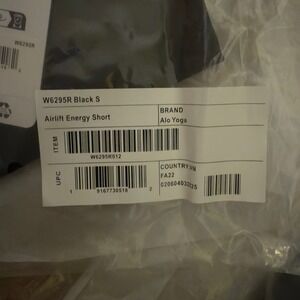 W6295R
W6295R Black S
Airlift Energy Short
BRAND
Alo Yoga
ITEM
W6295R012
UPC
COUNTRY:VN
FA22